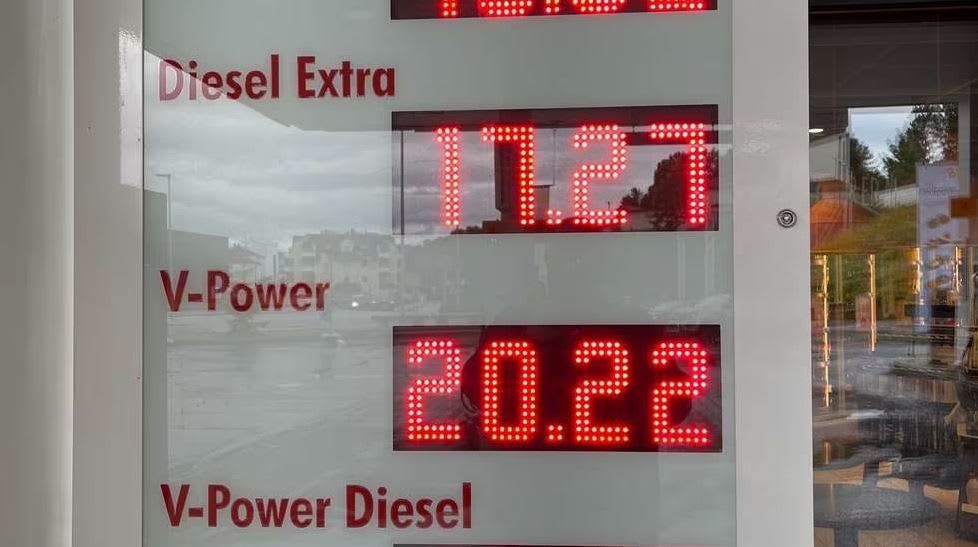 Diesel Extra
17.27
V-Power
20.22
V-Power Diesel